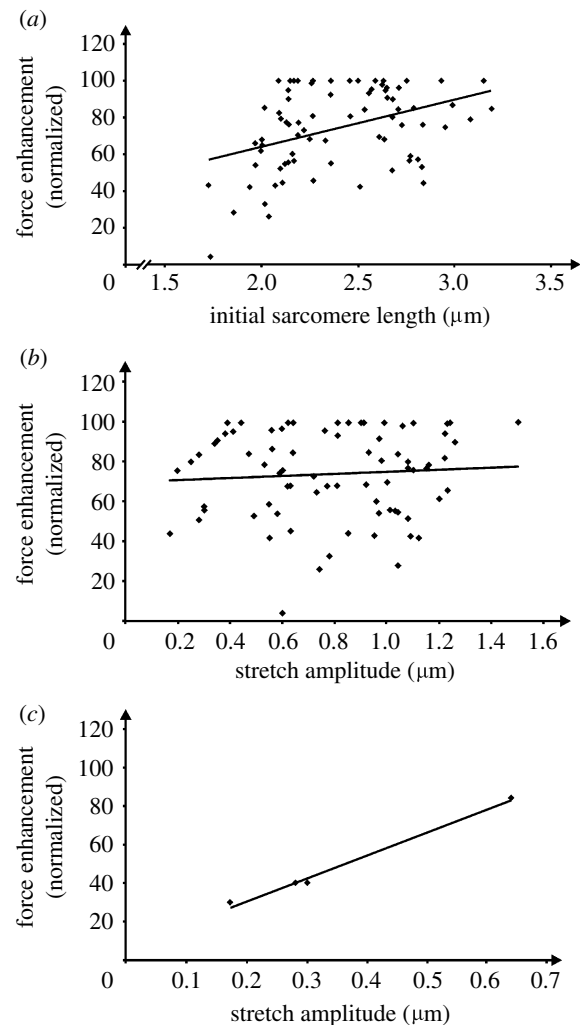 (a)
force enhancement
(normalized)
120
100
80
60
40
20
0
1.5 2.0 2.5 3.0 3.5
initial sarcomere length (μm)
(b)
force enhancement
(normalized)
120
100
80
60
40
20
0
0.2 0.4 0.6 0.8 1.0 1.2 1.4 1.6
stretch amplitude (μm)
(c)
force enhancement
(normalized)
120
100
80
60
40
20
0
0.1 0.2 0.3 0.4 0.5 0.6 0.7
stretch amplitude (μm)